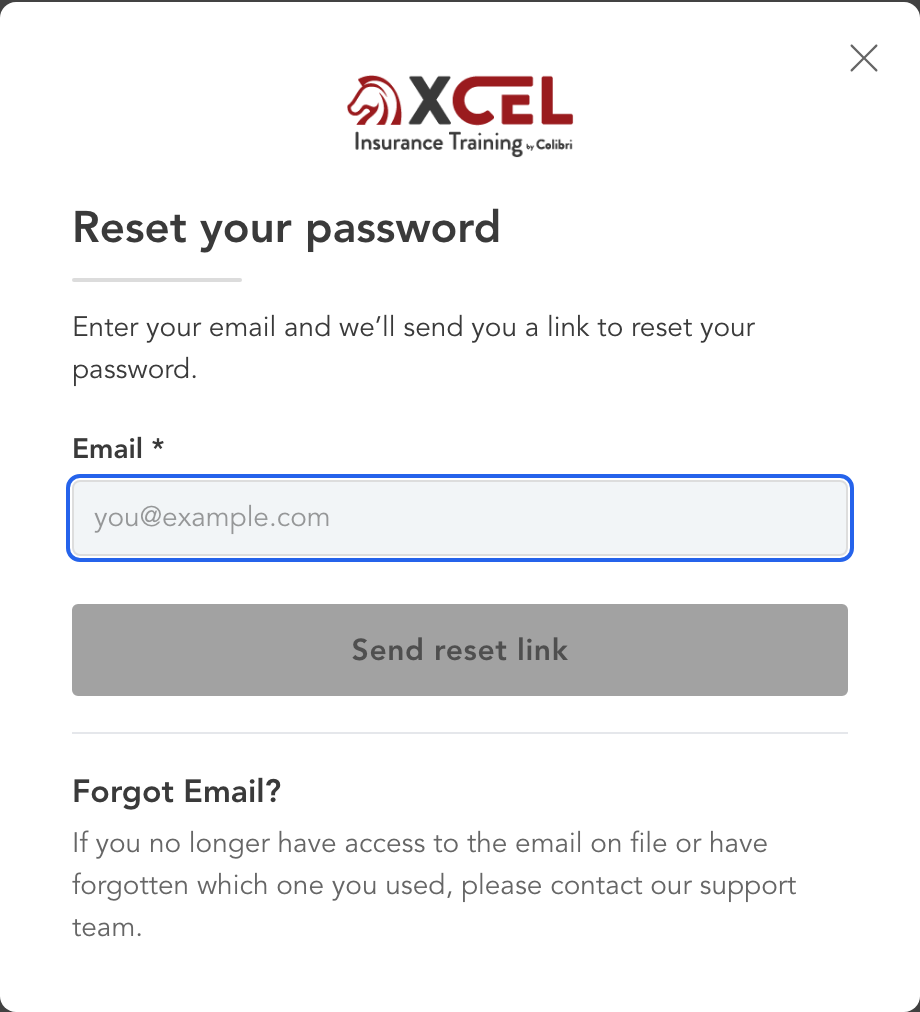 XCEL
Insurance Training by Colibri
Reset your password
Enter your email and we’ll send you a link to reset your
password.
Email *
you@example.com
Send reset link
Forgot Email?
If you no longer have access to the email on file or have
forgotten which one you used, please contact our support
team.